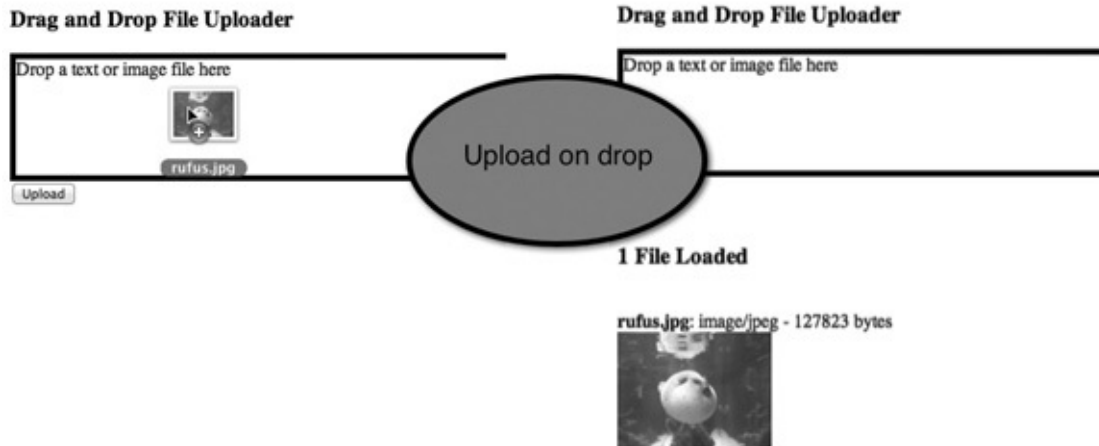 Drag and Drop File Uploader
Drop a text or image file here
rufus.jpg
Upload
Upload on drop
Drag and Drop File Uploader
Drop a text or image file here
1 File Loaded
rufus.jpg: image/jpeg - 127823 bytes